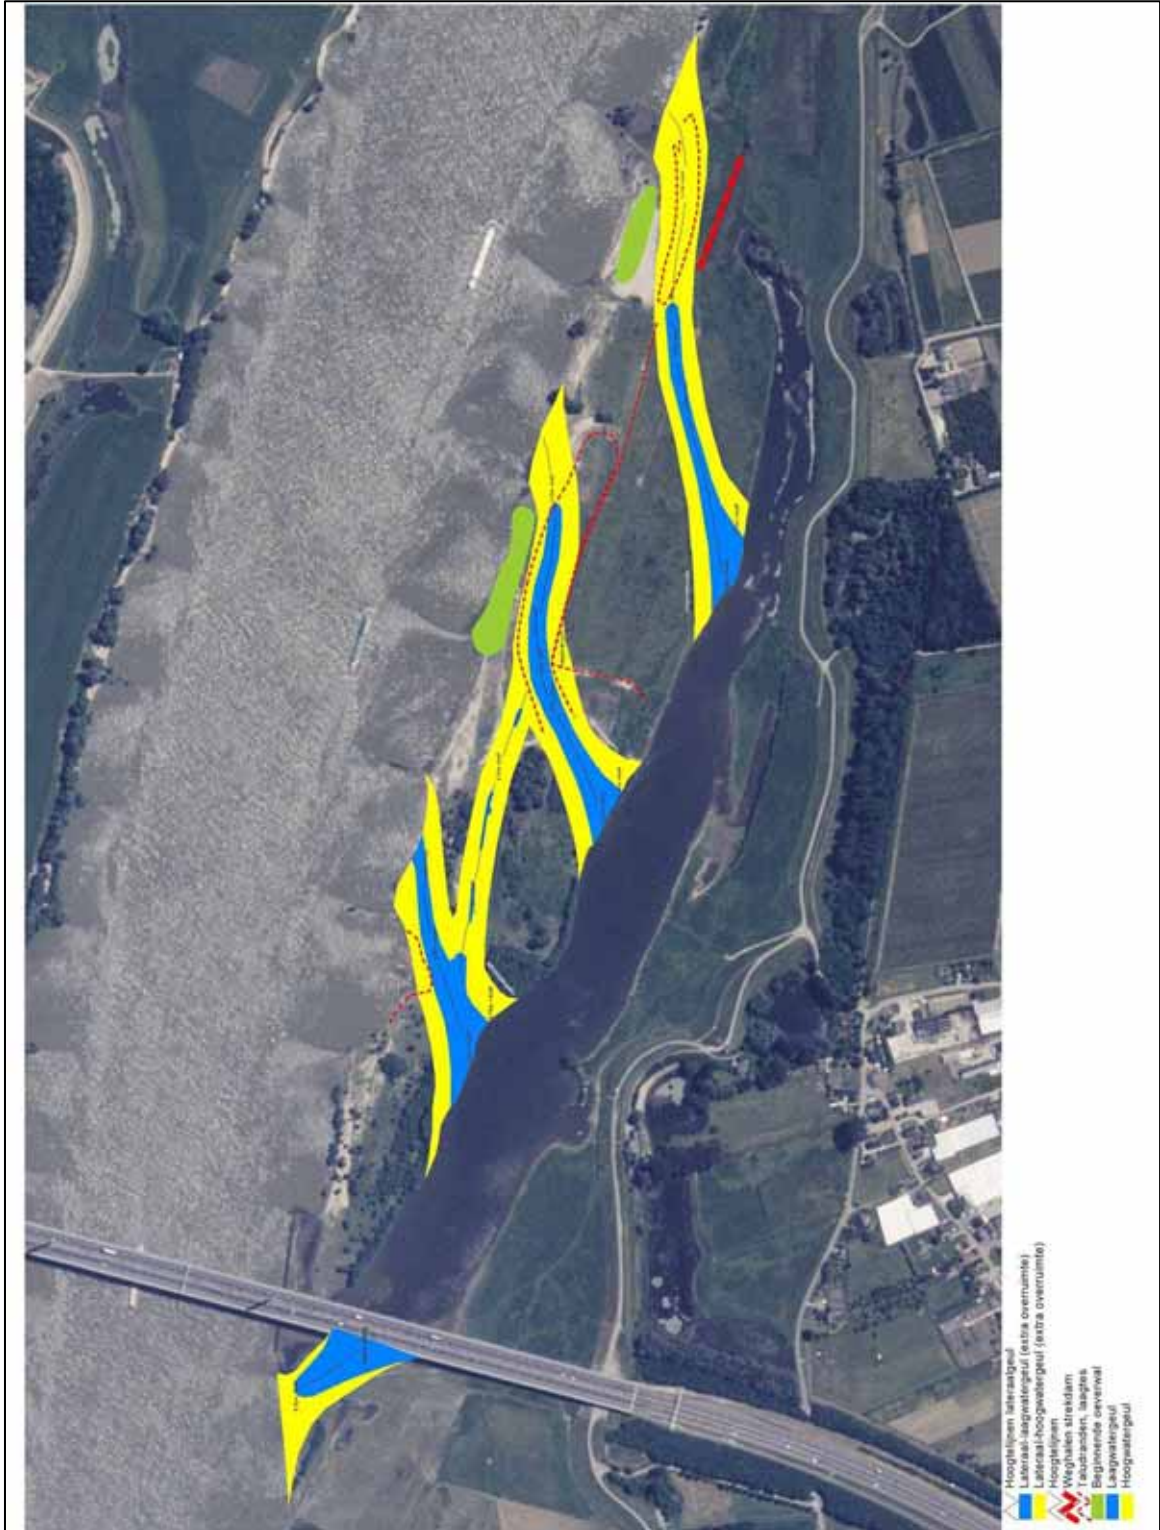 Hoogtelijnen lateraalgeul
Lateraal-laagwatergeul (extra overruimte)
Lateraal-hoogwatergeul (extra overruimte)
Hoogtelijnen
Weghalen strekdam
Taludranden, laagtes
Beginnende oeverwal
Laagwatergeul
Hoogwatergeul